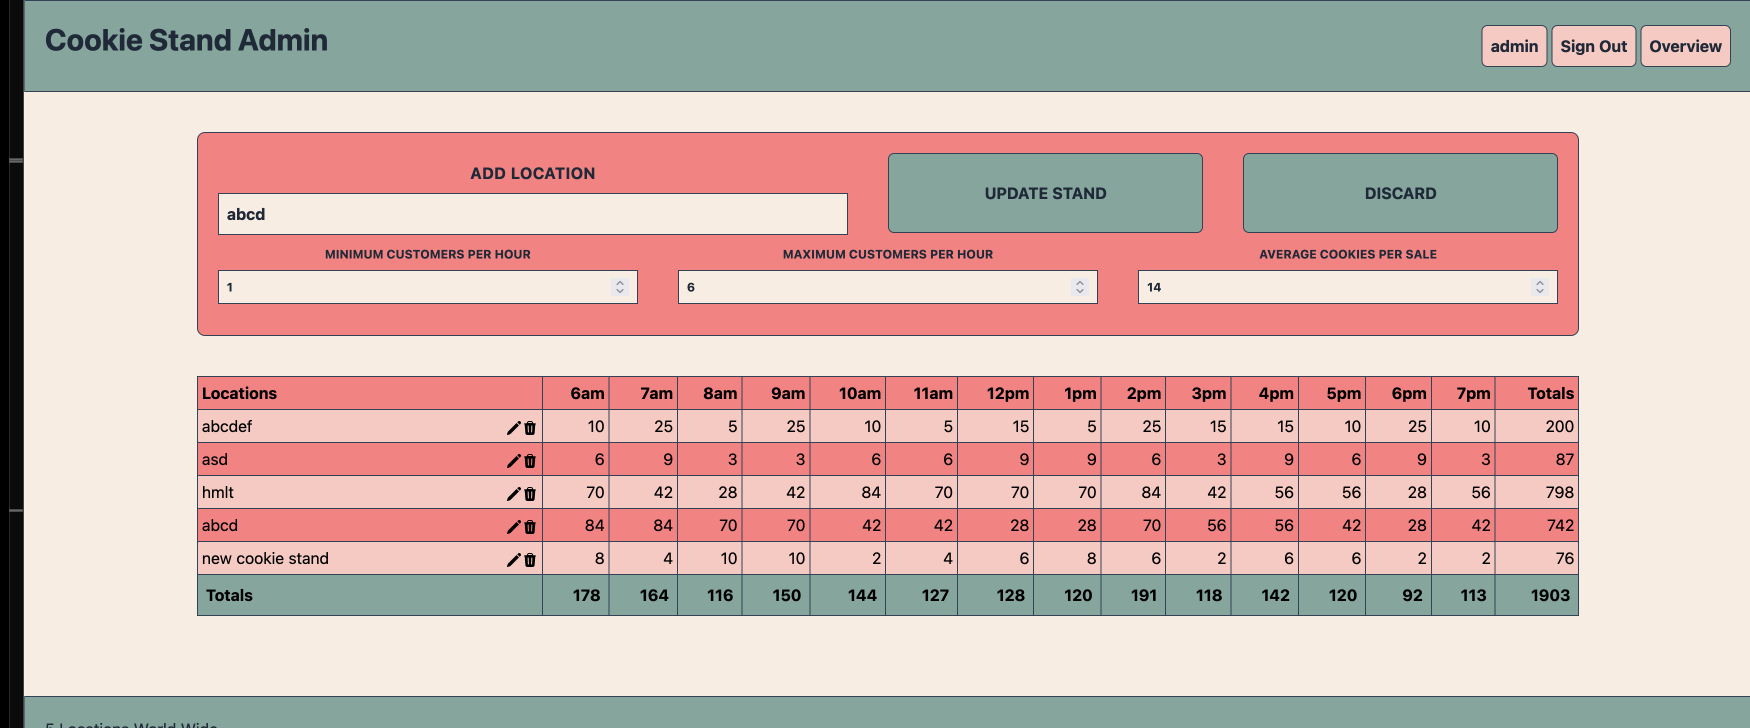 Cookie Stand Admin
admin Sign Out Overview
ADD LOCATION
abcd
UPDATE STAND
DISCARD
MINIMUM CUSTOMERS PER HOUR MAXIMUM CUSTOMERS PER HOUR AVERAGE COOKIES PER SALE
1 6 14
Locations 6am 7am 8am 9am 10am 11am 12pm 1pm 2pm 3pm 4pm 5pm 6pm 7pm Totals
abcdef 10 25 5 25 10 5 15 5 25 15 15 10 25 10 200
asd 6 9 3 3 6 6 9 9 6 3 9 6 9 3 87
hmlt 70 42 28 42 84 70 70 70 84 42 56 56 28 56 798
abcd 84 84 70 70 42 42 28 28 70 56 56 42 28 42 742
new cookie stand 8 4 10 10 2 4 6 8 6 2 6 6 2 2 76
Totals 178 164 116 150 144 127 128 120 191 118 142 120 92 113 1903
5 Locations World Wide